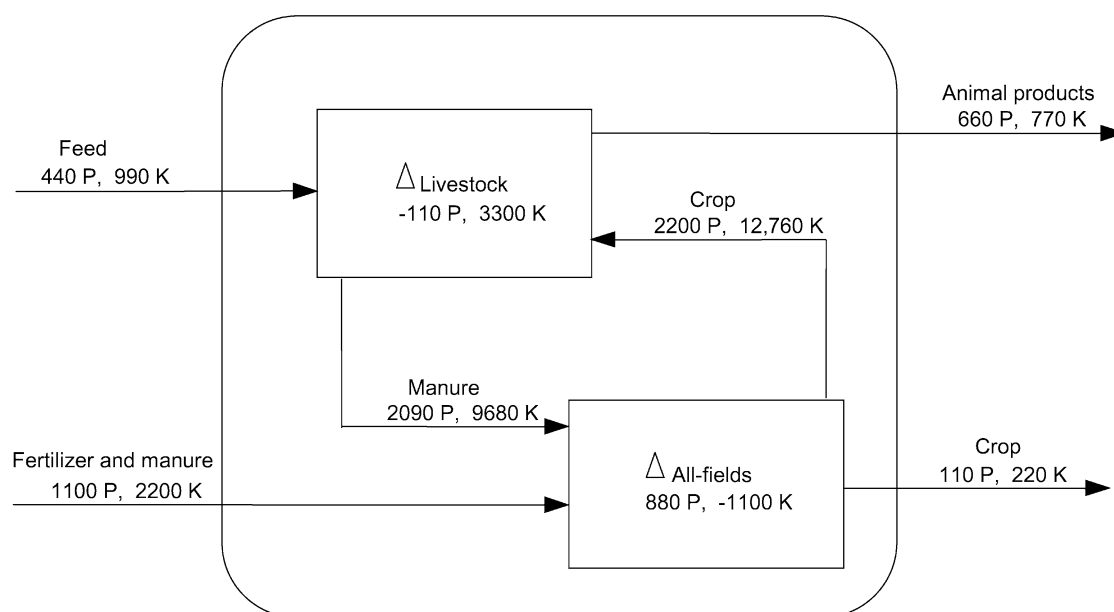 Animal products
660 P, 770 K
Feed
440 P, 990 K
Δ Livestock
-110 P, 3300 K
Crop
2200 P, 12,760 K
Manure
2090 P, 9680 K
Fertilizer and manure
1100 P, 2200 K
Δ All-fields
880 P, -1100 K
Crop
110 P, 220 K